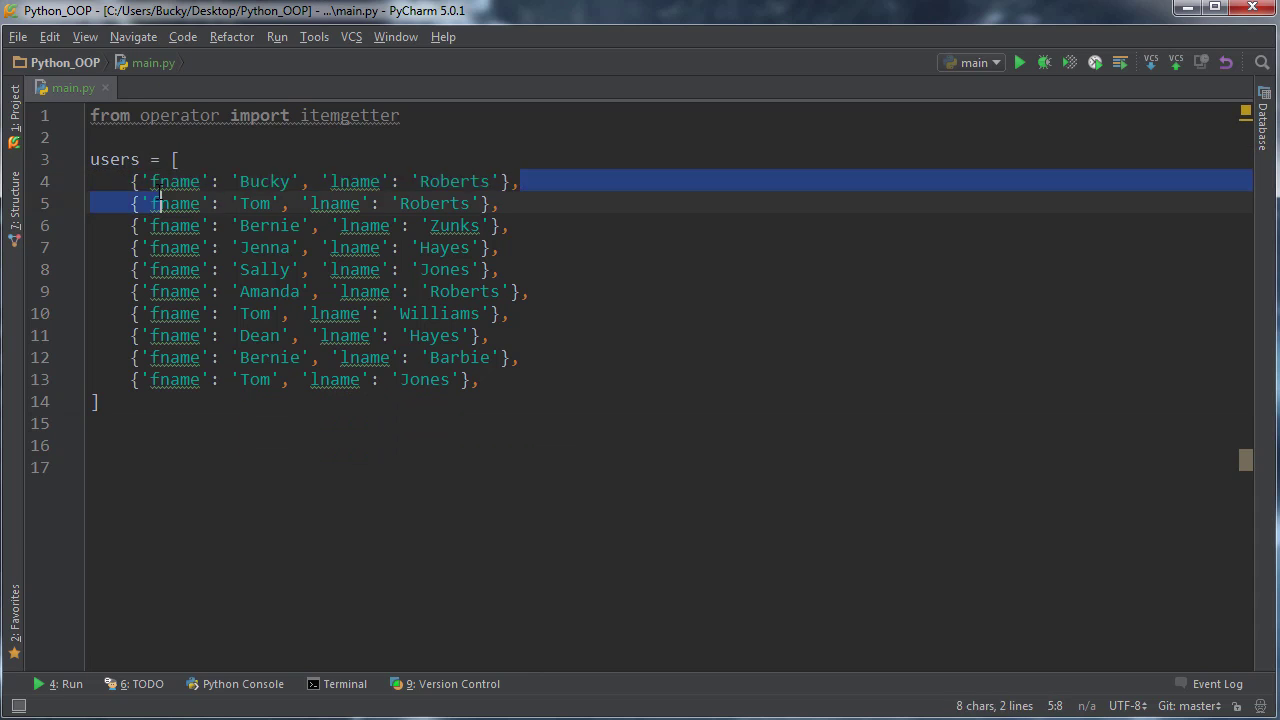 Python_OOP - [C:/Users/Bucky/Desktop/Python_OOP] - ...\main.py - PyCharm 5.0.1
File Edit View Navigate Code Refactor Run Tools VCS Window Help
Python_OOP main.py main VCS VCS
1: Project
7: Structure
2: Favorites
main.py
1 from operator import itemgetter
2
3 users = [
4 {'fname': 'Bucky', 'lname': 'Roberts'},
5 {'fname': 'Tom', 'lname': 'Roberts'},
6 {'fname': 'Bernie', 'lname': 'Zunks'},
7 {'fname': 'Jenna', 'lname': 'Hayes'},
8 {'fname': 'Sally', 'lname': 'Jones'},
9 {'fname': 'Amanda', 'lname': 'Roberts'},
10 {'fname': 'Tom', 'lname': 'Williams'},
11 {'fname': 'Dean', 'lname': 'Hayes'},
12 {'fname': 'Bernie', 'lname': 'Barbie'},
13 {'fname': 'Tom', 'lname': 'Jones'},
14 ]
15
16
17
Database
4: Run 6: TODO Python Console Terminal 9: Version Control Event Log
8 chars, 2 lines 5:8 n/a UTF-8 Git: master